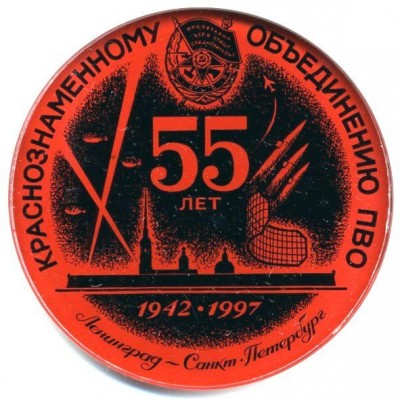 КРАСНОЗНАМЕННОМУ ОБЪЕДИНЕНИЮ ПВО
55
ЛЕТ
1942 • 1997
Ленинград ~ Санкт-Петербург